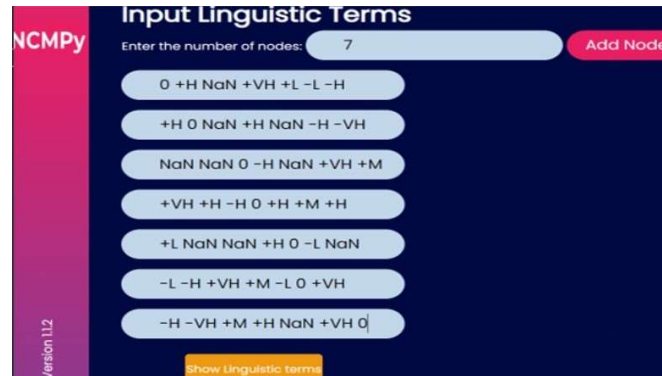 Input Linguistic Terms
NCMPy
Enter the number of nodes: 7 Add Node
0 +H NaN +VH +L -L -H
+H 0 NaN +H NaN -H -VH
NaN NaN 0 -H NaN +VH +M
+VH +H -H 0 +H +M +H
+L NaN NaN +H 0 -L NaN
-L -H +VH +M -L 0 +VH
-H -VH +M +H NaN +VH 0
Version 1.1.2
Show Linguistic terms